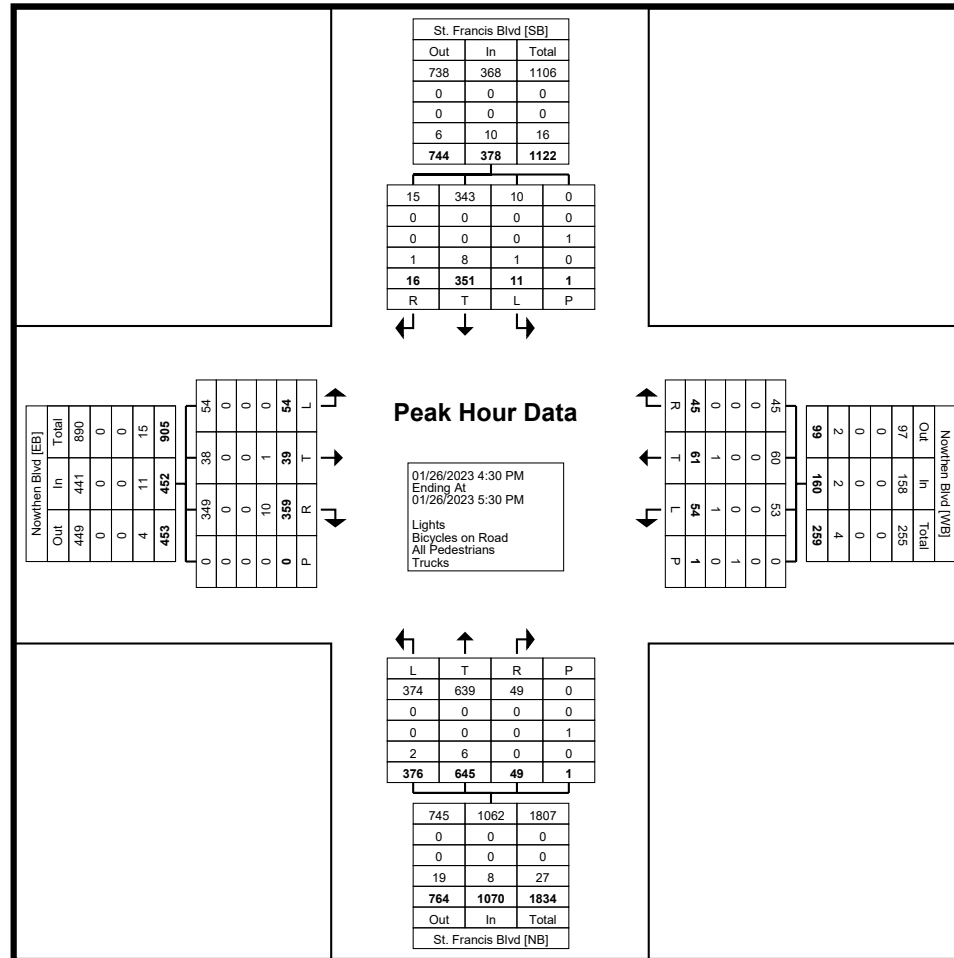 St. Francis Blvd [SB]
Out In Total
738 368 1106
0 0 0
0 0 0
6 10 16
744 378 1122
15 343 10 0
0 0 0 0
0 0 0 1
1 8 1 0
16 351 11 1
R T L P
Nowthen Blvd [EB]
Total In Out
890 441 449
0 0 0
0 0 0
15 11 4
905 452 453
54 38 349 0
0 0 0 0
0 0 0 0
0 1 10 0
54 39 359 0
L T R P
Peak Hour Data
01/26/2023 4:30 PM
Ending At
01/26/2023 5:30 PM
Lights
Bicycles on Road
All Pedestrians
Trucks
R T L P
45 61 54 1
0 1 1 0
0 0 0 1
0 0 0 0
45 60 53 0
Nowthen Blvd [WB]
Out In Total
97 158 255
0 0 0
0 0 0
2 2 4
99 160 259
L T R P
374 639 49 0
0 0 0 0
0 0 0 1
2 6 0 0
376 645 49 1
745 1062 1807
0 0 0
0 0 0
19 8 27
764 1070 1834
Out In Total
St. Francis Blvd [NB]